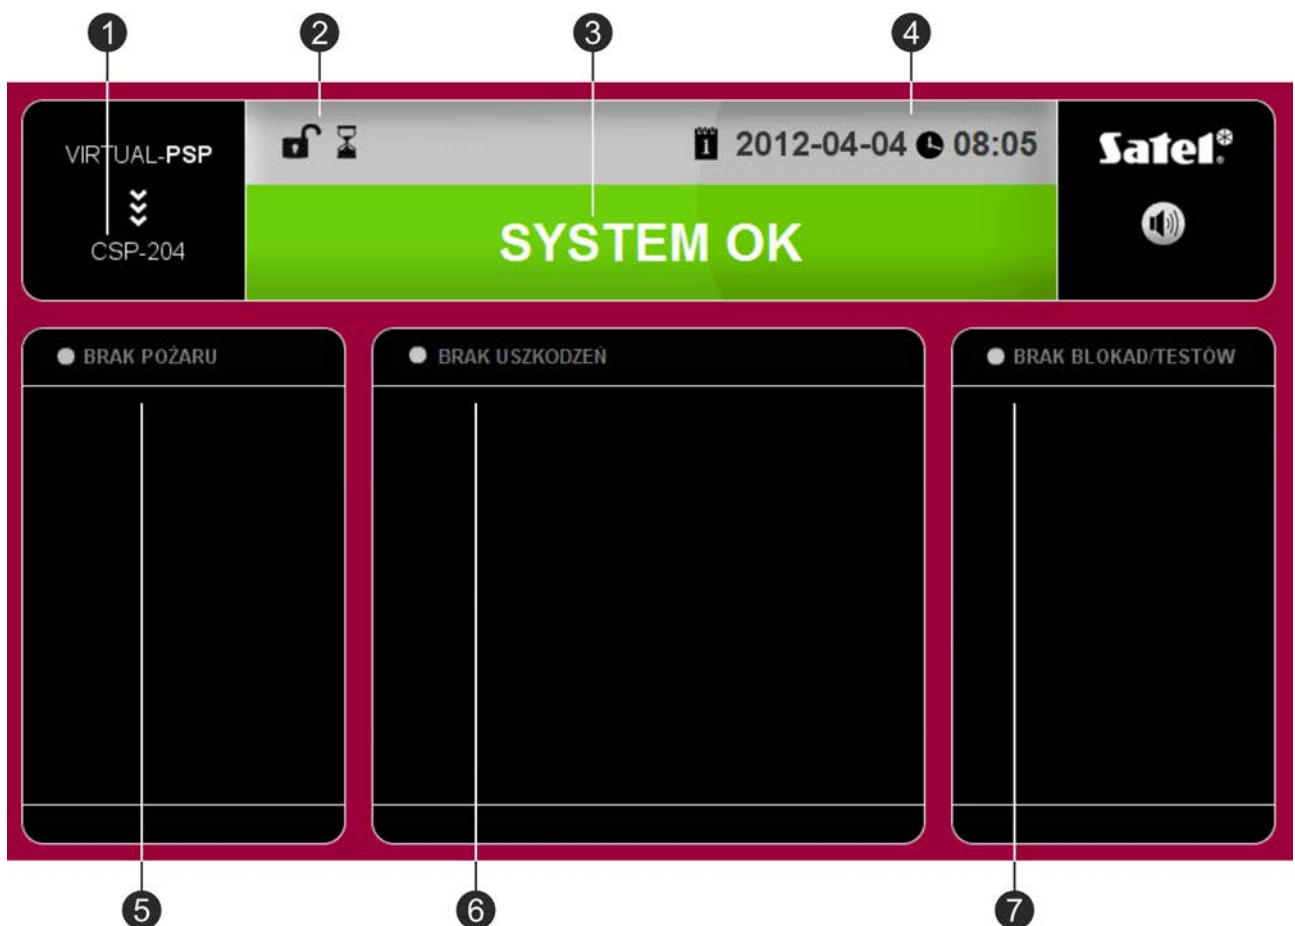 1 2 3 4
VIRTUAL-PSP
CSP-204
1 2012-04-04 08:05
SYSTEM OK
Satel®
BRAK POŻARU
BRAK USZKODZEŃ
BRAK BLOKAD/TESTÓW
5 6 7